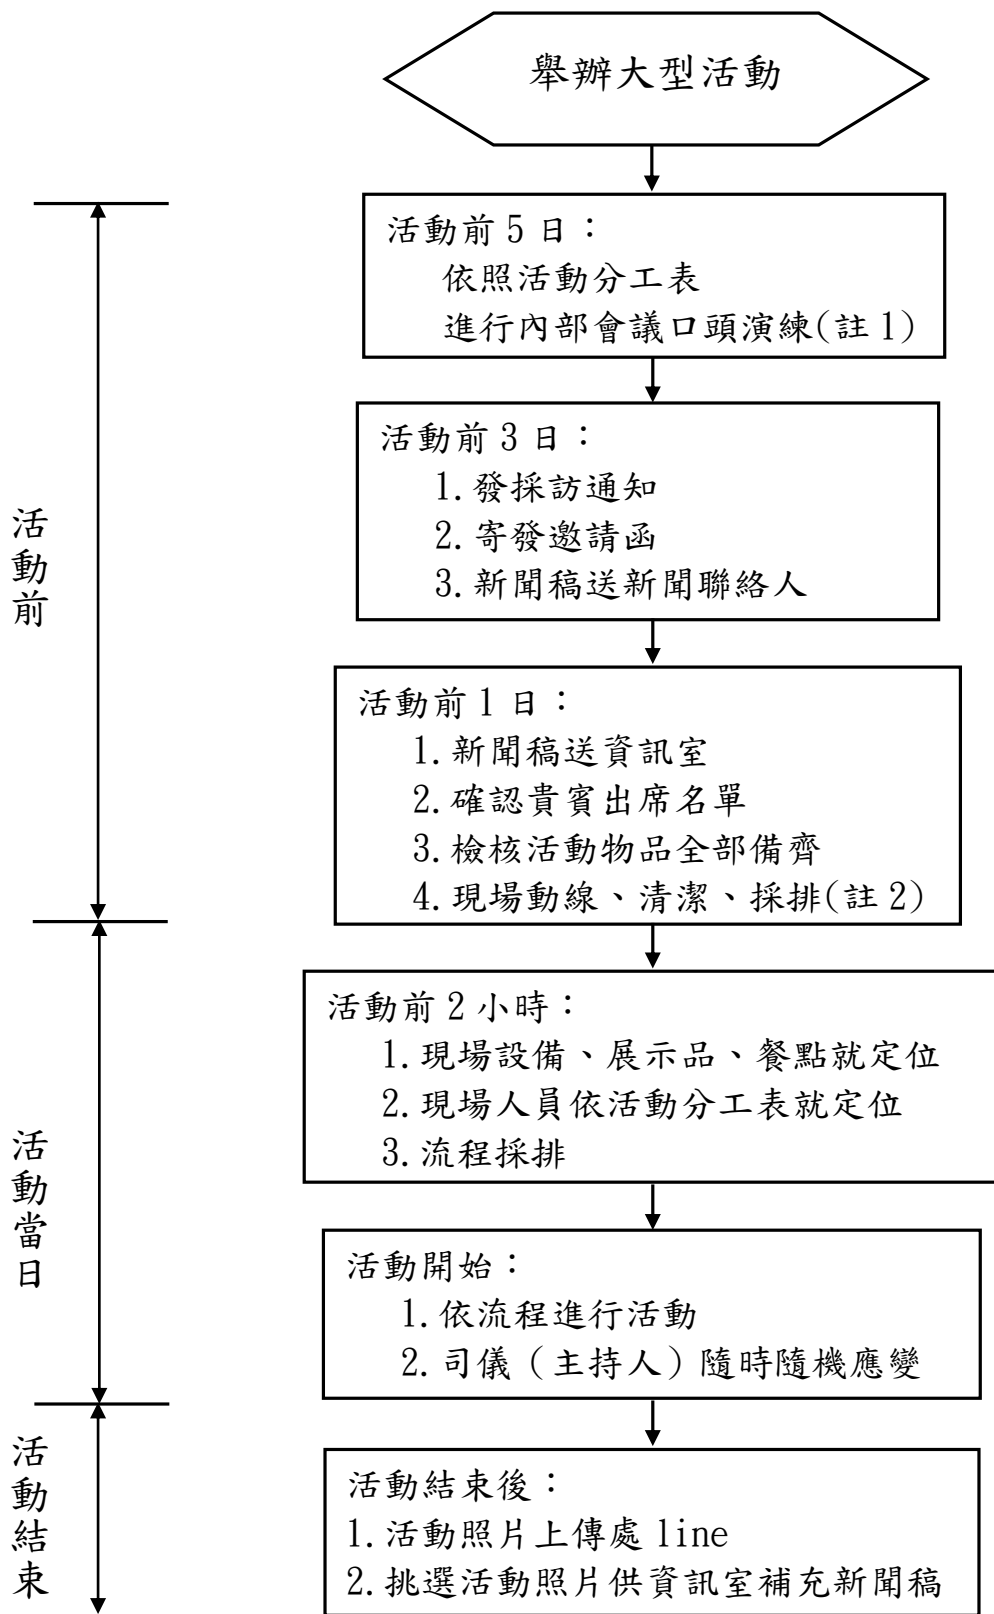 舉辦大型活動
活動前
活動前 5 日：
依照活動分工表
進行內部會議口頭演練(註 1)
活動前 3 日：
1.發採訪通知
2.寄發邀請函
3.新聞稿送新聞聯絡人
活動前 1 日：
1.新聞稿送資訊室
2.確認貴賓出席名單
3.檢核活動物品全部備齊
4.現場動線、清潔、採排(註 2)
活動當日
活動前 2 小時：
1.現場設備、展示品、餐點就定位
2.現場人員依活動分工表就定位
3.流程採排
活動開始：
1.依流程進行活動
2.司儀（主持人）隨時隨機應變
活動結束
活動結束後：
1.活動照片上傳處 line
2.挑選活動照片供資訊室補充新聞稿